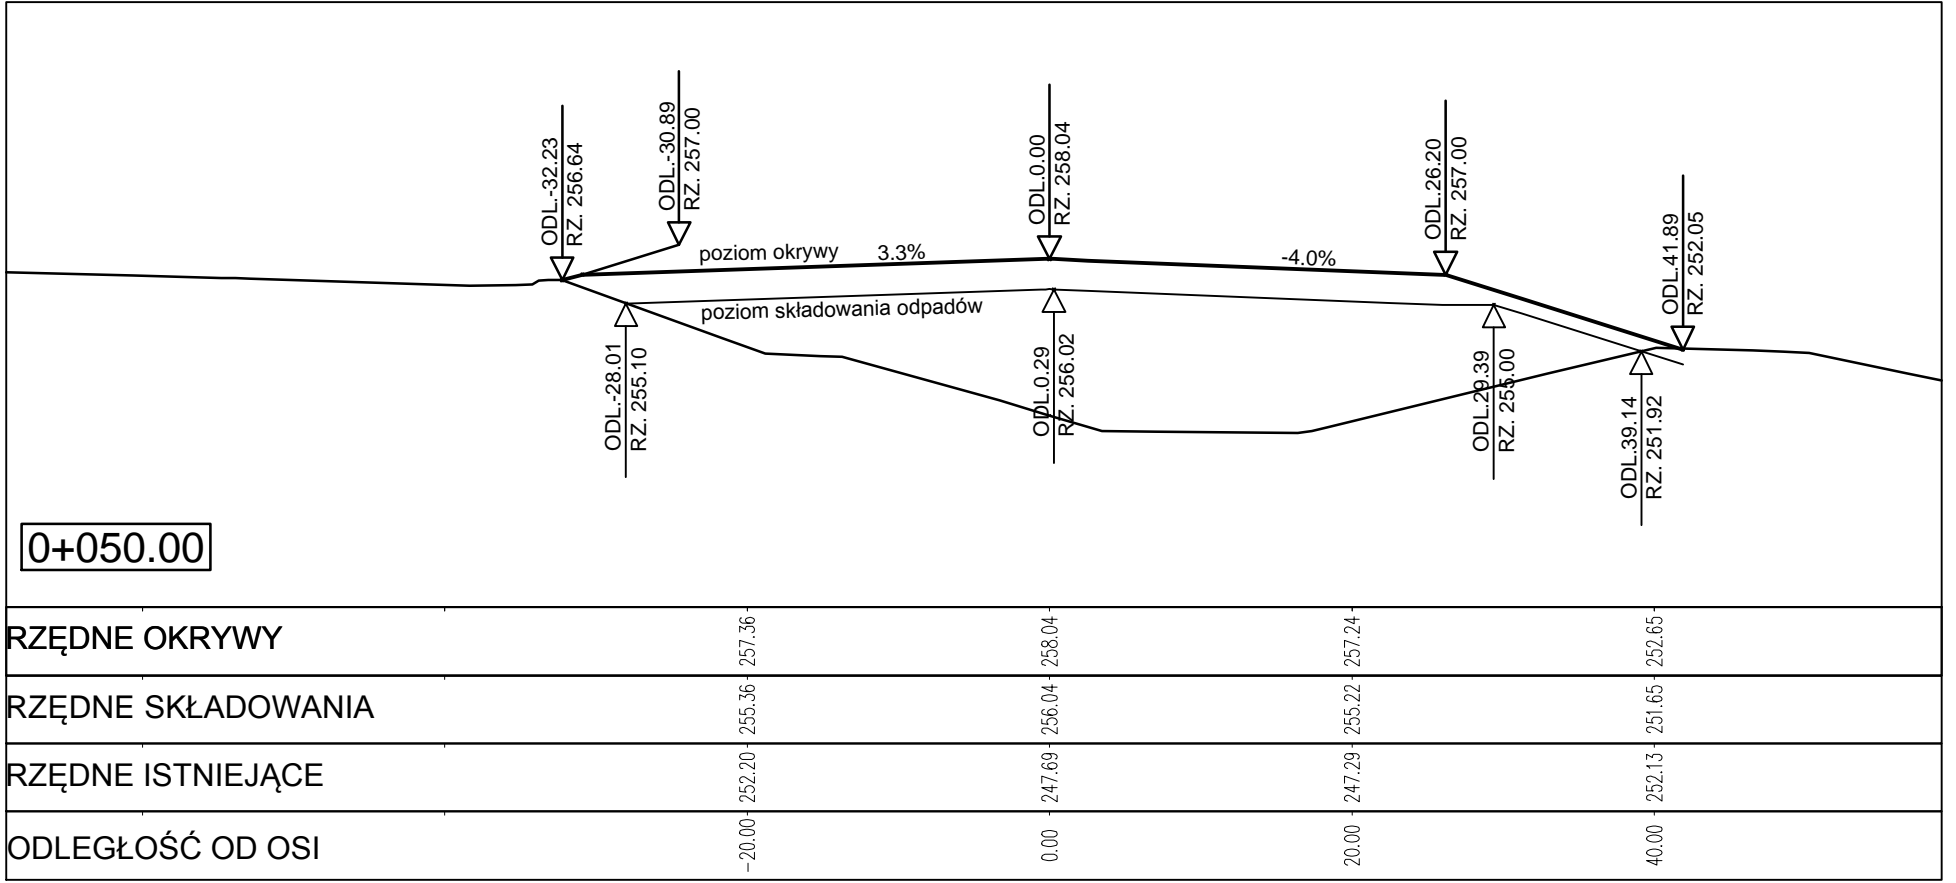 ODL.-32.23
RZ. 256.64
ODL.-30.89
RZ. 257.00
ODL.0.00
RZ. 258.04
ODL.26.20
RZ. 257.00
ODL.41.89
RZ. 252.05
poziom okrywy 3.3%
-4.0%
poziom składowania odpadów
ODL.-28.01
RZ. 255.10
ODL.0.29
RZ. 256.02
ODL.29.39
RZ. 255.00
ODL.39.14
RZ. 251.92
0+050.00
RZĘDNE OKRYWY 257.36 258.04 257.24 252.65
RZĘDNE SKŁADOWANIA 255.36 256.04 255.22 251.65
RZĘDNE ISTNIEJĄCE 252.20 247.69 247.29 252.13
ODLEGŁOŚĆ OD OSI -20.00 0.00 20.00 40.00